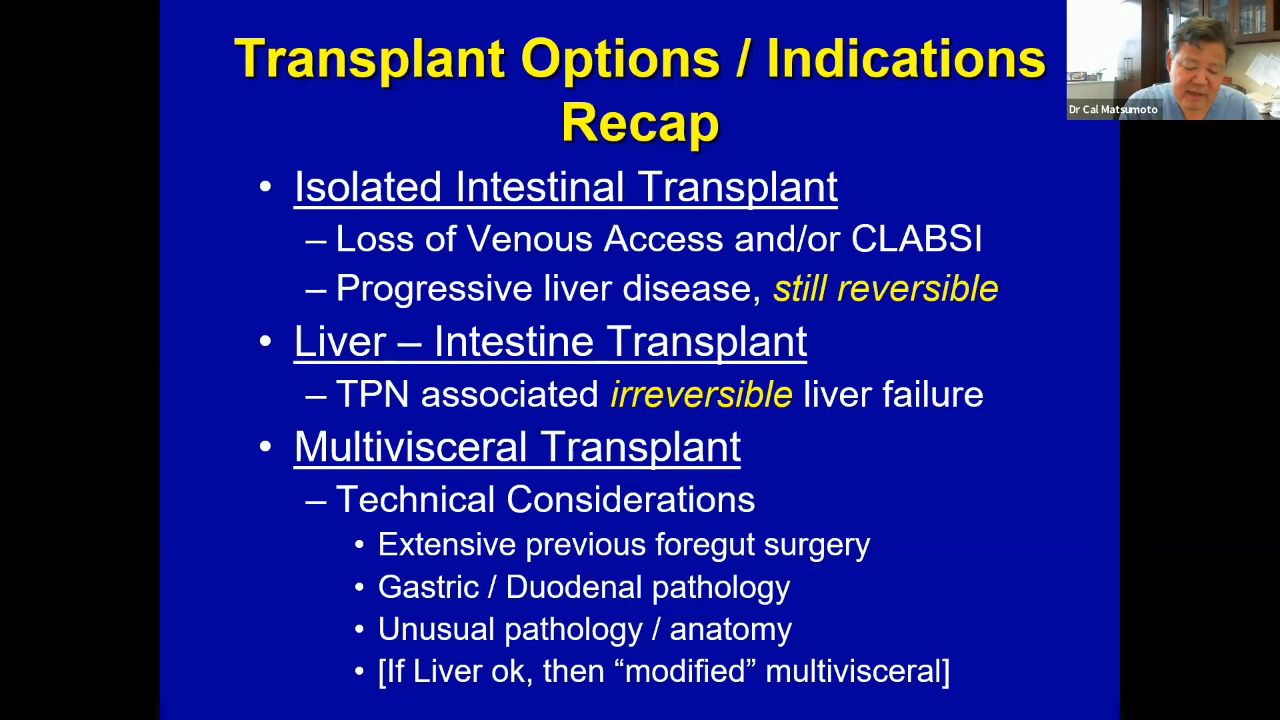 Transplant Options / Indications
Recap
Dr Cal Matsumoto
• Isolated Intestinal Transplant
– Loss of Venous Access and/or CLABSI
– Progressive liver disease, still reversible
• Liver – Intestine Transplant
– TPN associated irreversible liver failure
• Multivisceral Transplant
– Technical Considerations
• Extensive previous foregut surgery
• Gastric / Duodenal pathology
• Unusual pathology / anatomy
• [If Liver ok, then “modified” multivisceral]